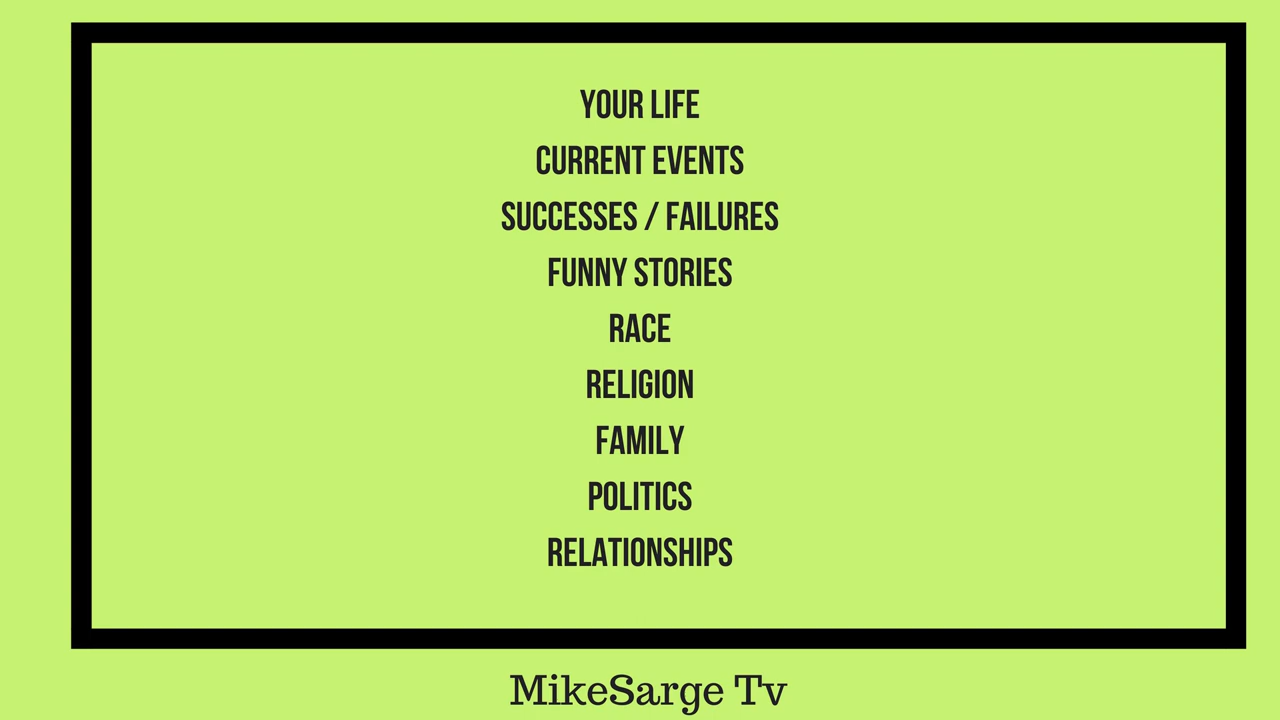 YOUR LIFE
CURRENT EVENTS
SUCCESSES / FAILURES
FUNNY STORIES
RACE
RELIGION
FAMILY
POLITICS
RELATIONSHIPS
MikeSarge Tv